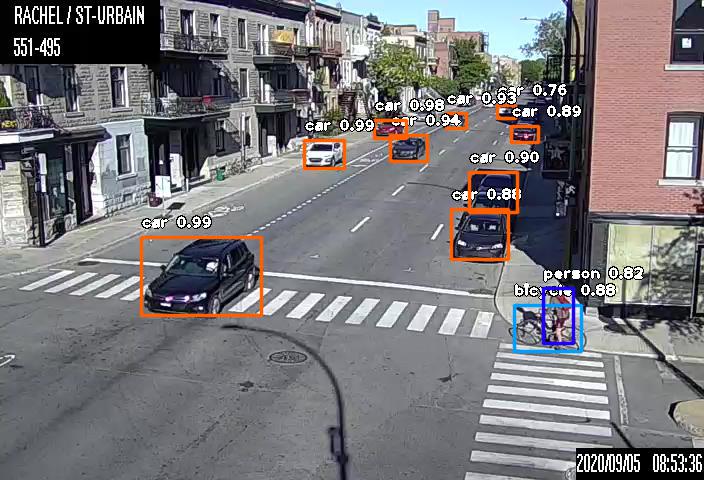 RACHEL / ST-URBAIN
551-495
car 0.76
car 0.93
car 0.98
car 0.89
car 0.94
car 0.99
car 0.90
car 0.88
car 0.99
person 0.82
bicycle 0.88
2020/09/05 08:53:36